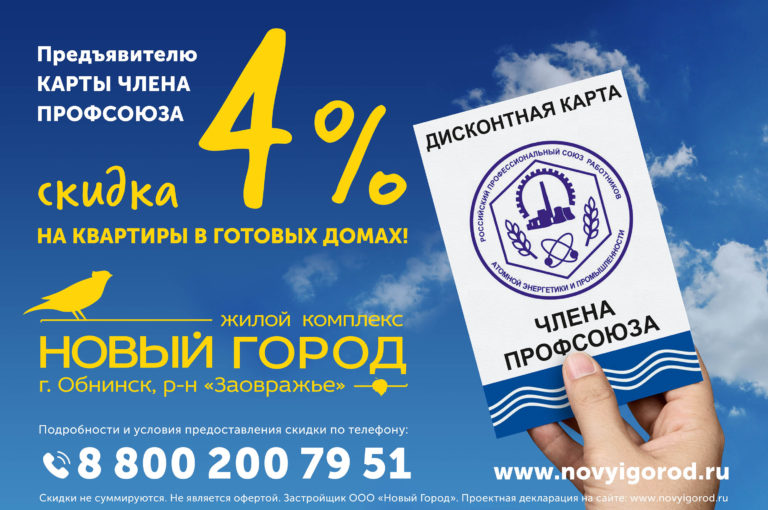 Предъявителю
КАРТЫ ЧЛЕНА
ПРОФСОЮЗА
4%
скидка
НА КВАРТИРЫ В ГОТОВЫХ ДОМАХ!
ЖИЛОЙ КОМПЛЕКС
НОВЫЙ ГОРОД
г. Обнинск, р-н «Заовражье»
Подробности и условия предоставления скидки по телефону:
8 800 200 79 51
ДИСКОНТНАЯ КАРТА
РОССИЙСКИЙ ПРОФЕССИОНАЛЬНЫЙ СОЮЗ РАБОТНИКОВ
АТОМНОЙ ЭНЕРГЕТИКИ И ПРОМЫШЛЕННОСТИ
ЧЛЕНА
ПРОФСОЮЗА
www.novyigorod.ru
Скидки не суммируются. Не является офертой. Застройщик ООО «Новый Город». Проектная декларация на сайте: www.novyigorod.ru